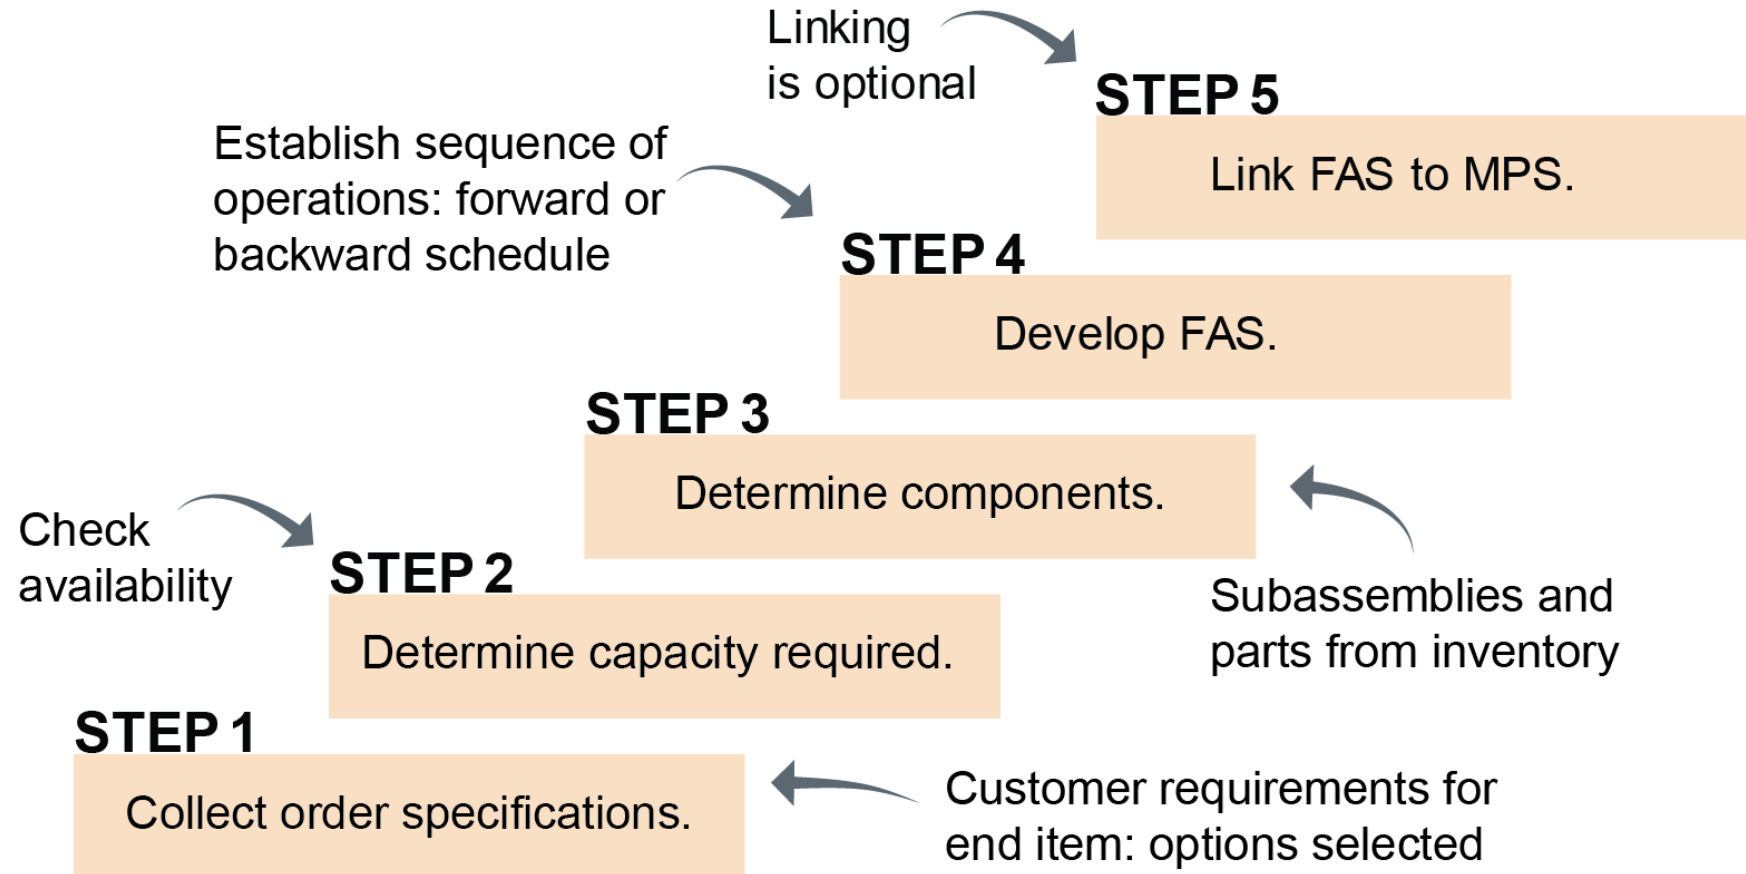 Linking
is optional
STEP 5
Link FAS to MPS.
Establish sequence of
operations: forward or
backward schedule
STEP 4
Develop FAS.
STEP 3
Determine components.
Subassemblies and
parts from inventory
Check
availability
STEP 2
Determine capacity required.
STEP 1
Collect order specifications.
Customer requirements for
end item: options selected